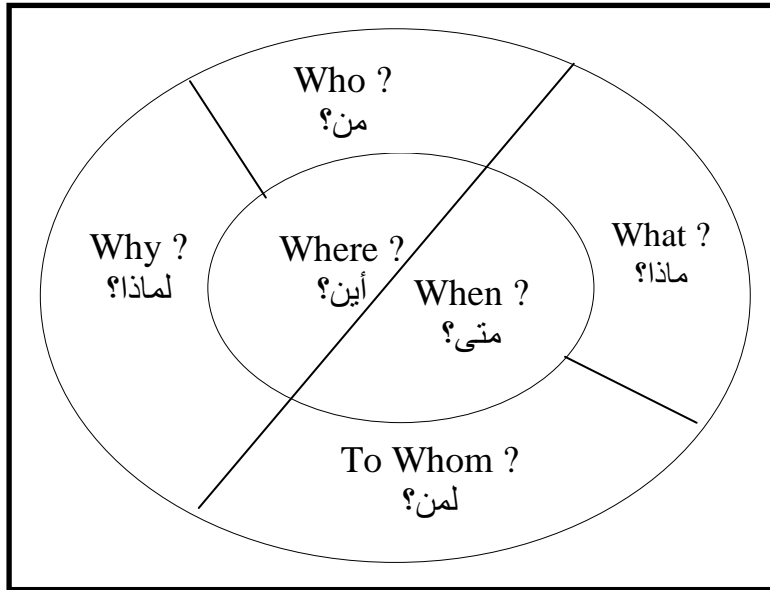 Who ?
من؟
Why ?
لماذا؟
Where ?
أين؟
When ?
متى؟
What ?
ماذا؟
To Whom ?
لمن؟